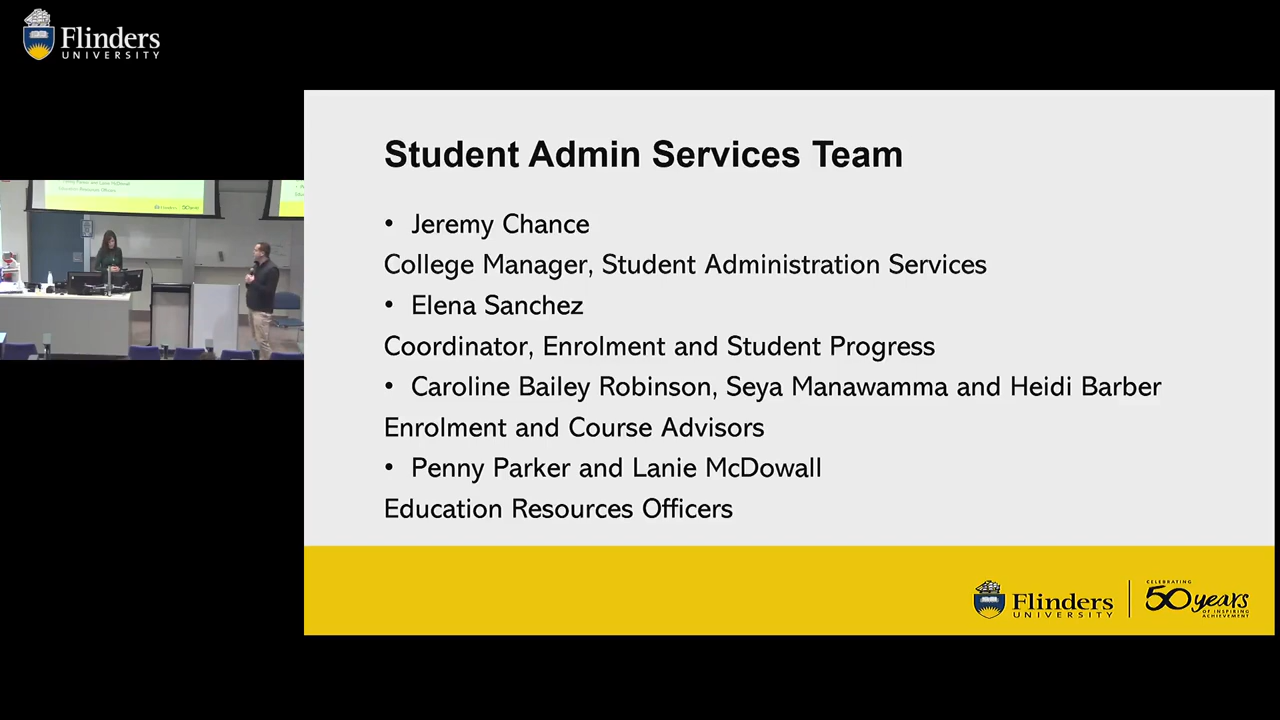 Flinders
UNIVERSITY
Student Admin Services Team
• Jeremy Chance
College Manager, Student Administration Services
• Elena Sanchez
Coordinator, Enrolment and Student Progress
• Caroline Bailey Robinson, Seya Manawamma and Heidi Barber
Enrolment and Course Advisors
• Penny Parker and Lanie McDowall
Education Resources Officers
Flinders
UNIVERSITY
CELEBRATING
50 years
OF INSPIRING
ACHIEVEMENT